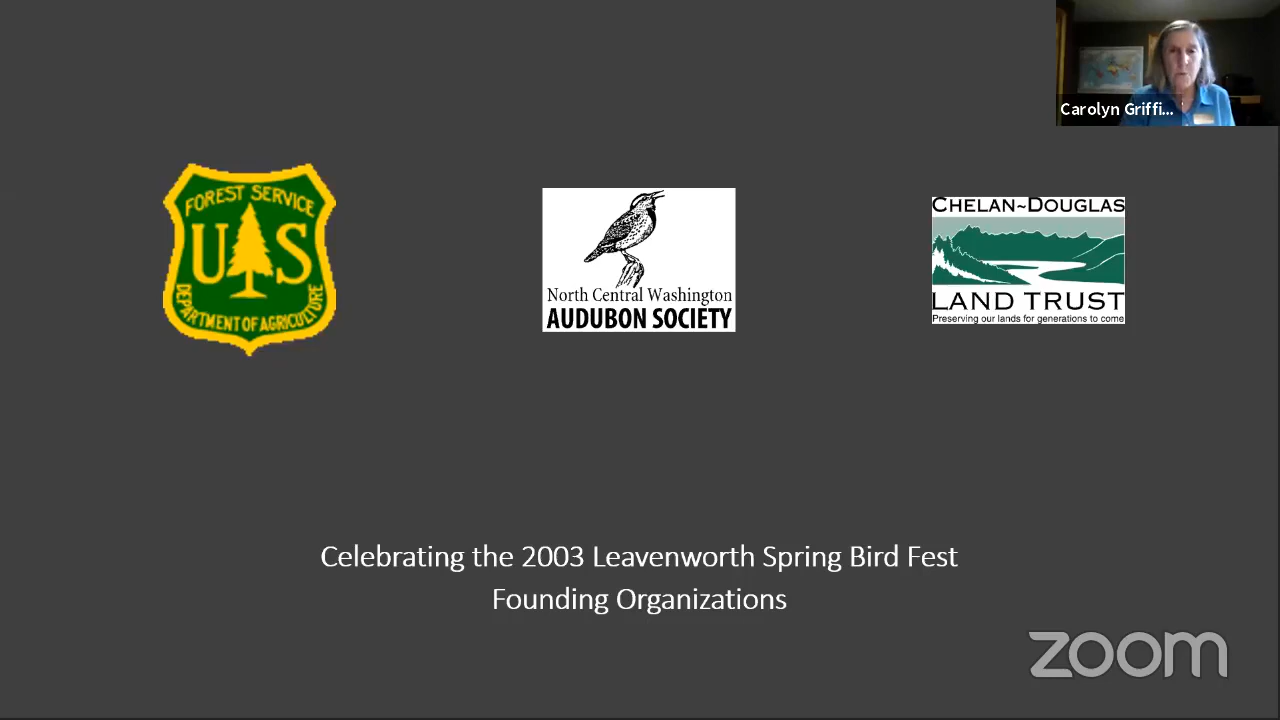 Carolyn Griffi...
FOREST SERVICE
U S
DEPARTMENT OF AGRICULTURE
North Central Washington
AUDUBON SOCIETY
CHELAN~DOUGLAS
LAND TRUST
Preserving our lands for generations to come
Celebrating the 2003 Leavenworth Spring Bird Fest
Founding Organizations
zoom